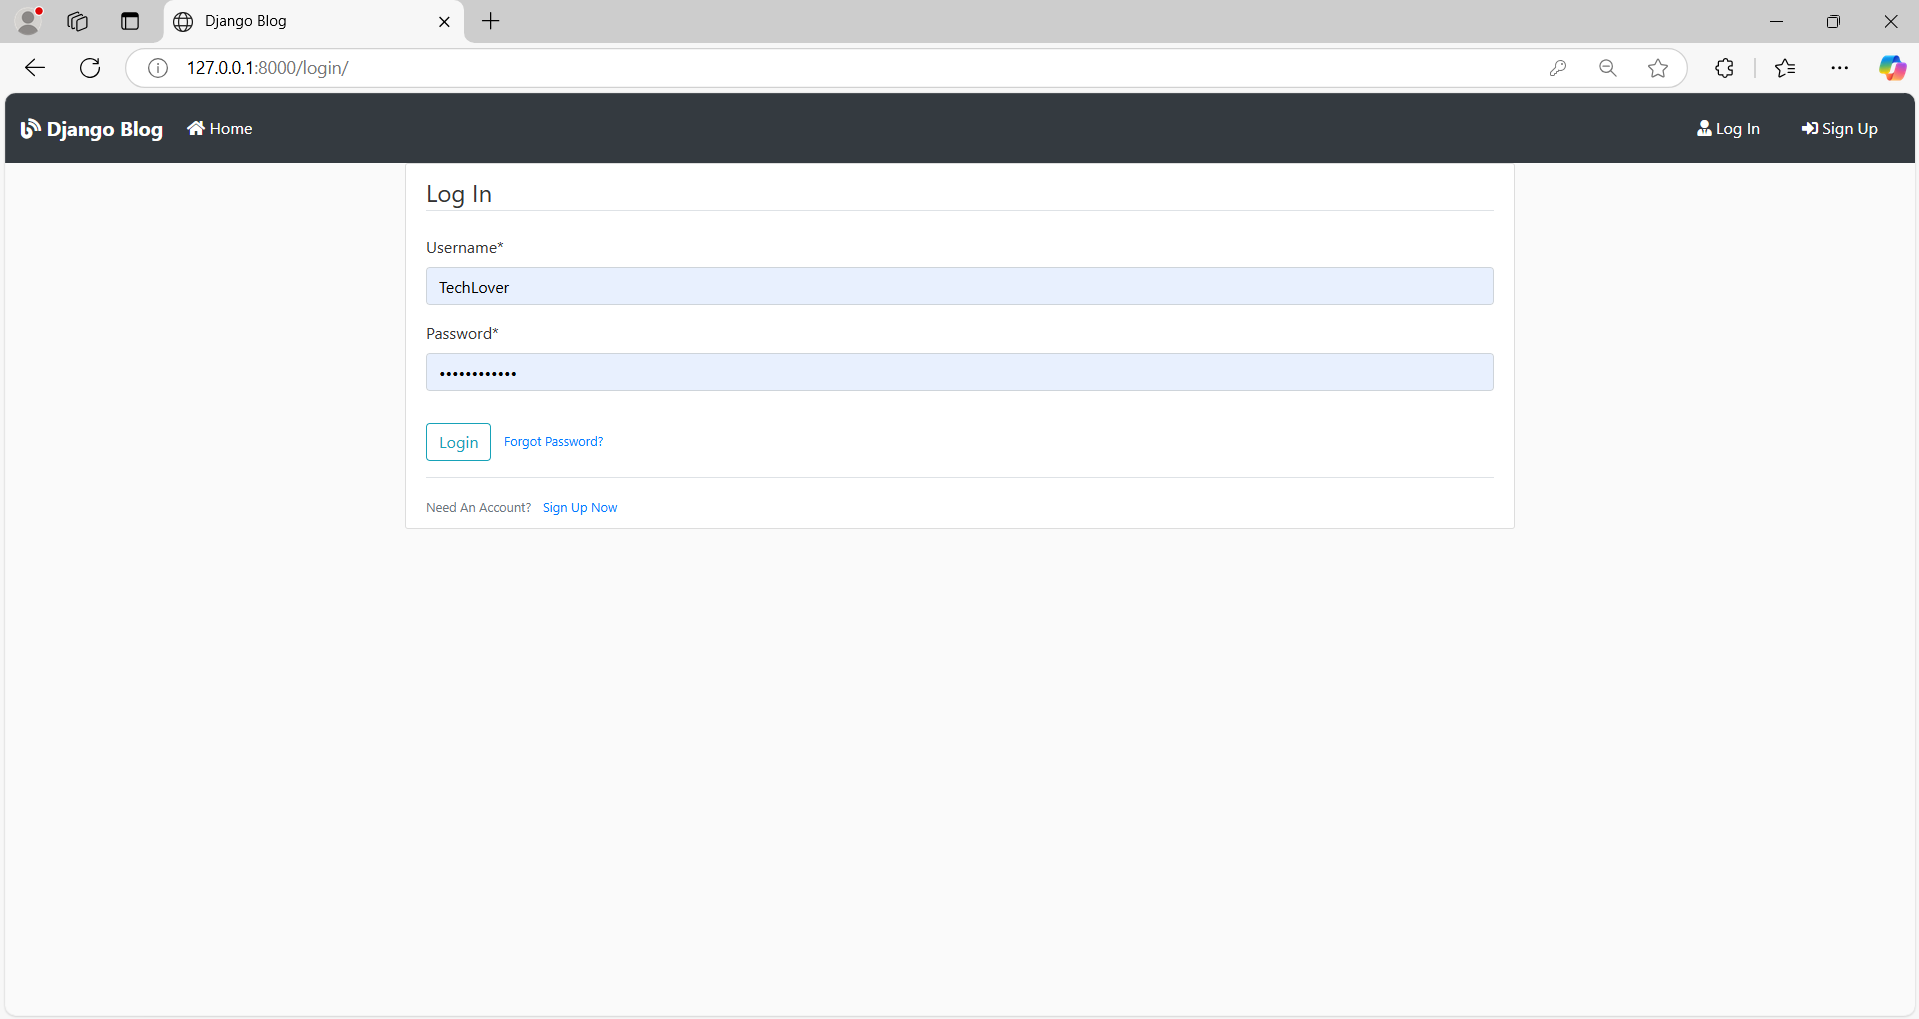 Django Blog
127.0.0.1:8000/login/
Django Blog Home Log In Sign Up
Log In
Username*
TechLover
Password*
••••••••••••
Login Forgot Password?
Need An Account? Sign Up Now